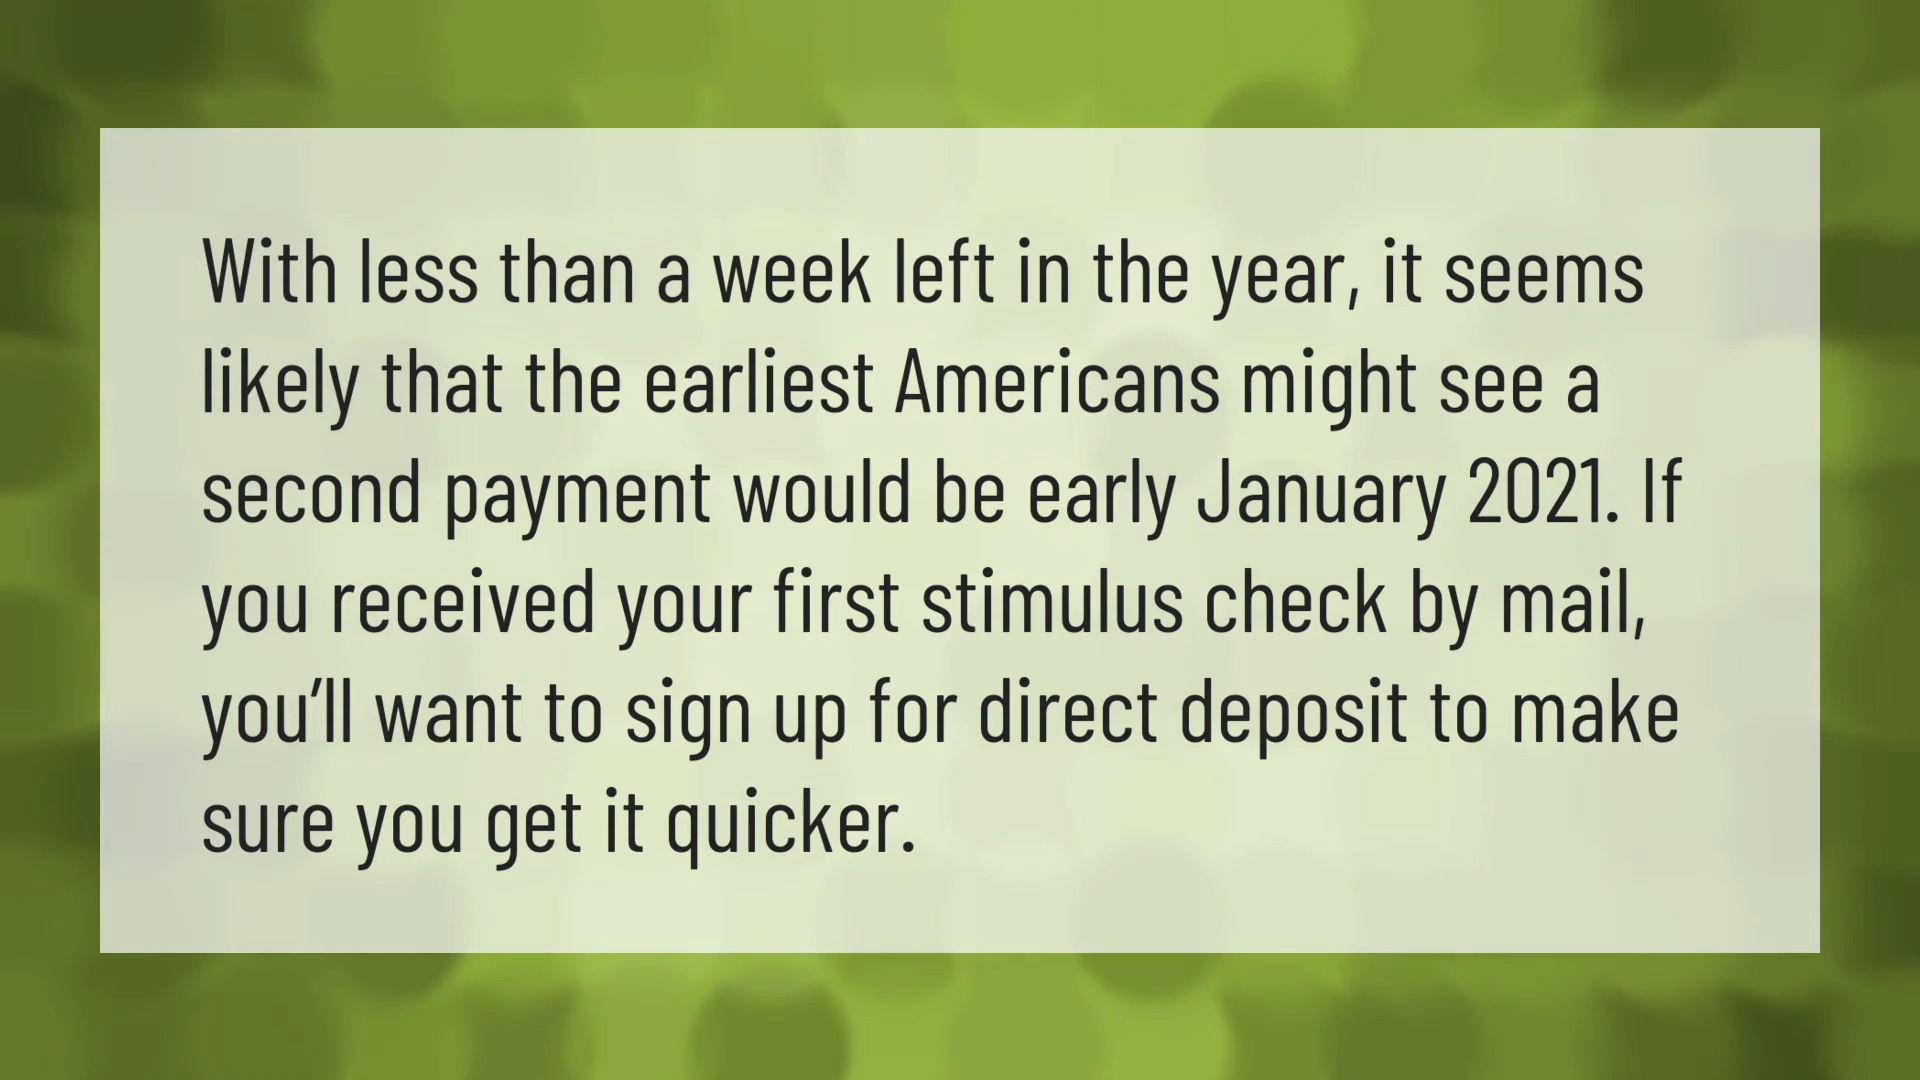 With less than a week left in the year, it seems
likely that the earliest Americans might see a
second payment would be early January 2021. If
you received your first stimulus check by mail,
you’ll want to sign up for direct deposit to make
sure you get it quicker.